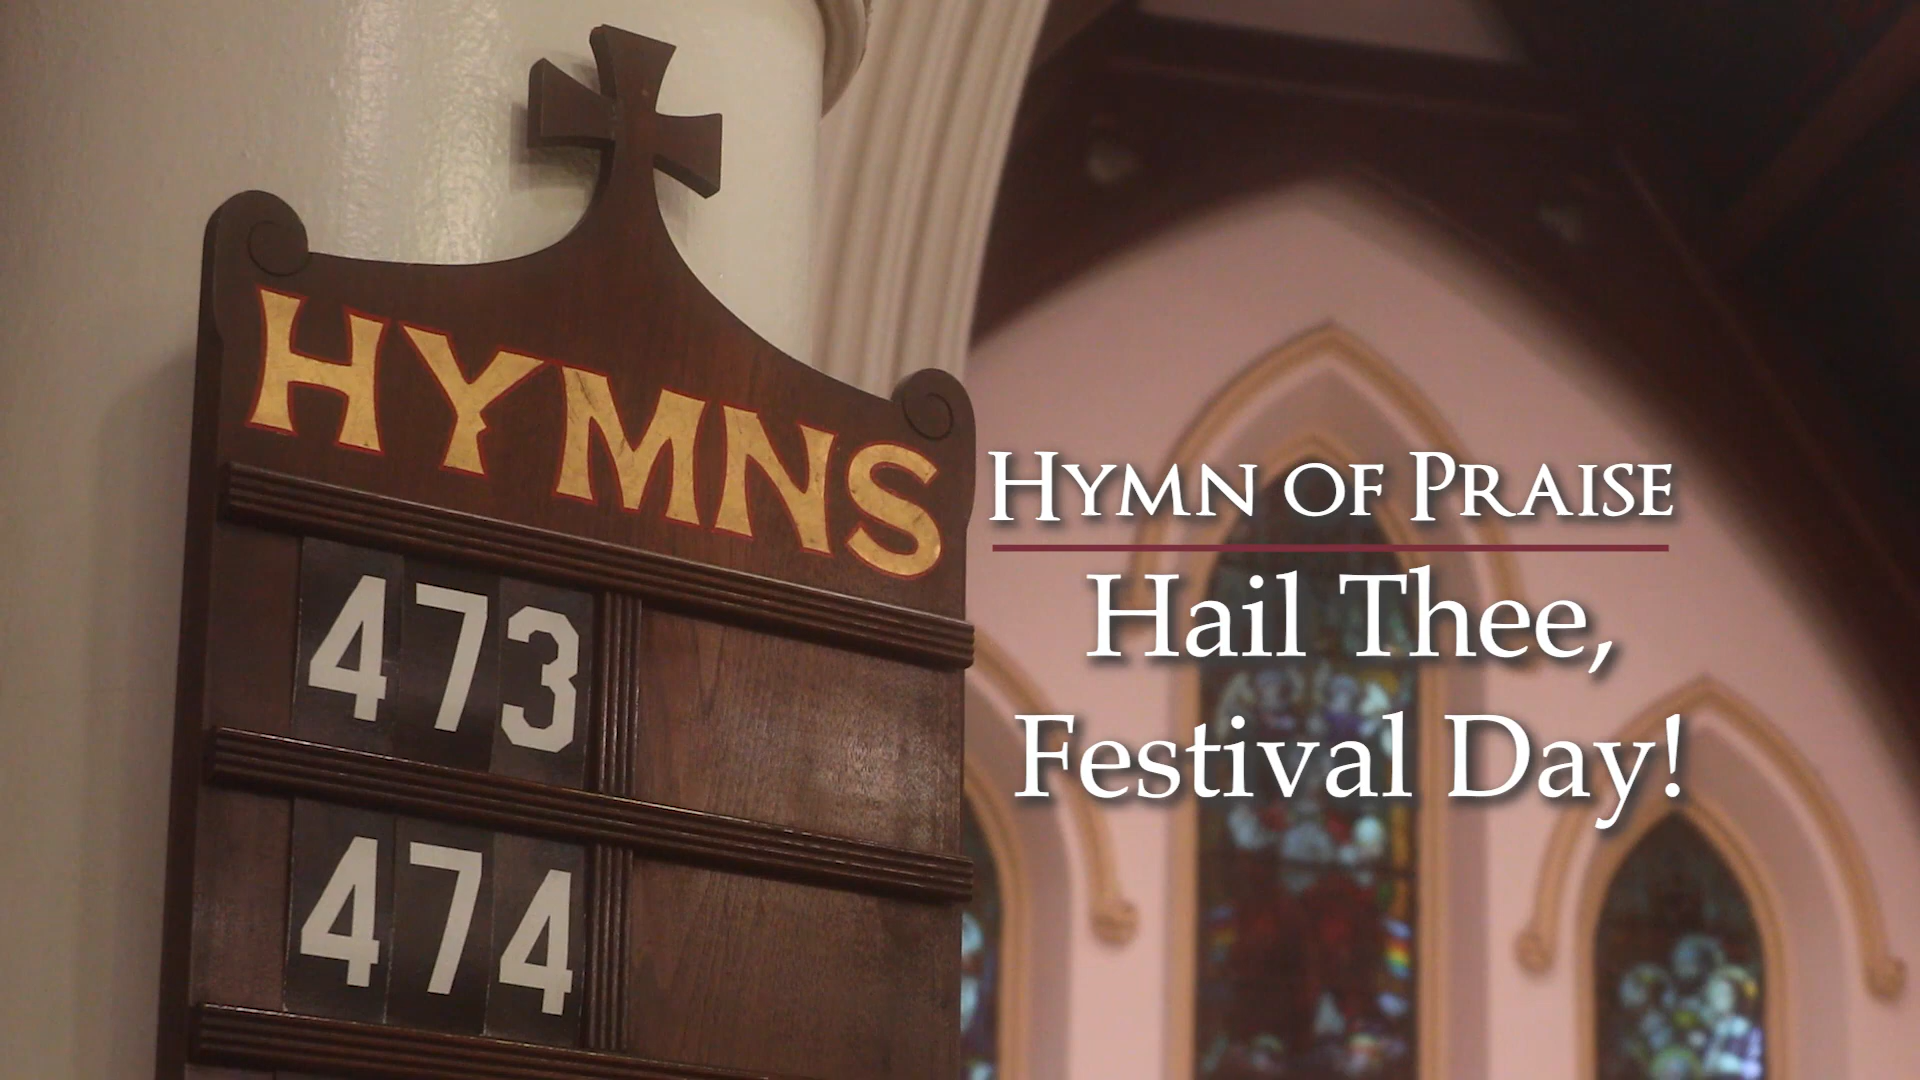 HYMNS
473
474
HYMN OF PRAISE
Hail Thee,
Festival Day!